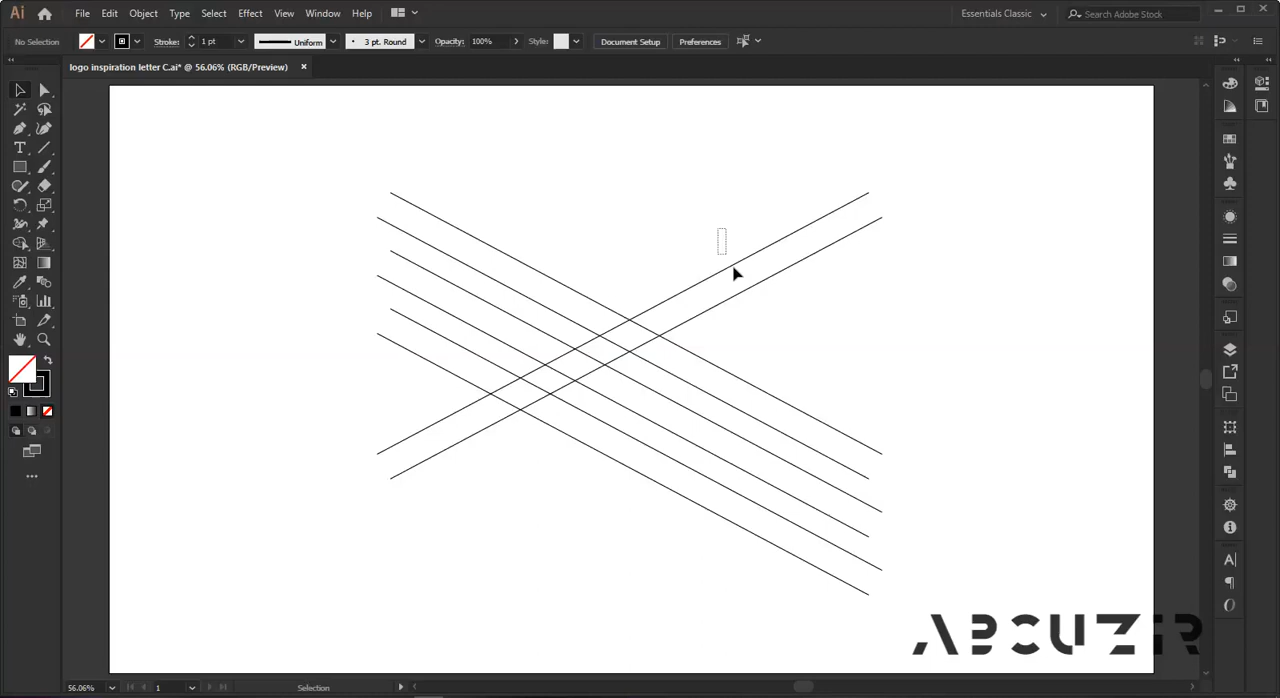 Ai File Edit Object Type Select Effect View Window Help Essentials Classic Search Adobe Stock
No Selection Stroke: 1 pt Uniform 3 pt. Round Opacity: 100% Style: Document Setup Preferences
logo inspiration letter C.ai* @ 56.06% (RGB/Preview)
ABCUZER
56.06% 1 Selection